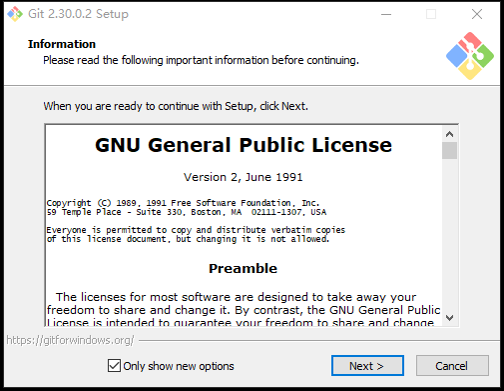 Git 2.30.0.2 Setup
Information
Please read the following important information before continuing.
When you are ready to continue with Setup, click Next.
GNU General Public License
Version 2, June 1991
Copyright (C) 1989, 1991 Free Software Foundation, Inc.
59 Temple Place - Suite 330, Boston, MA  02111-1307, USA
Everyone is permitted to copy and distribute verbatim copies
of this license document, but changing it is not allowed.
Preamble
The licenses for most software are designed to take away your
freedom to share and change it. By contrast, the GNU General Public
License is intended to guarantee your freedom to share and change
https://gitforwindows.org/
Only show new options
Next >
Cancel